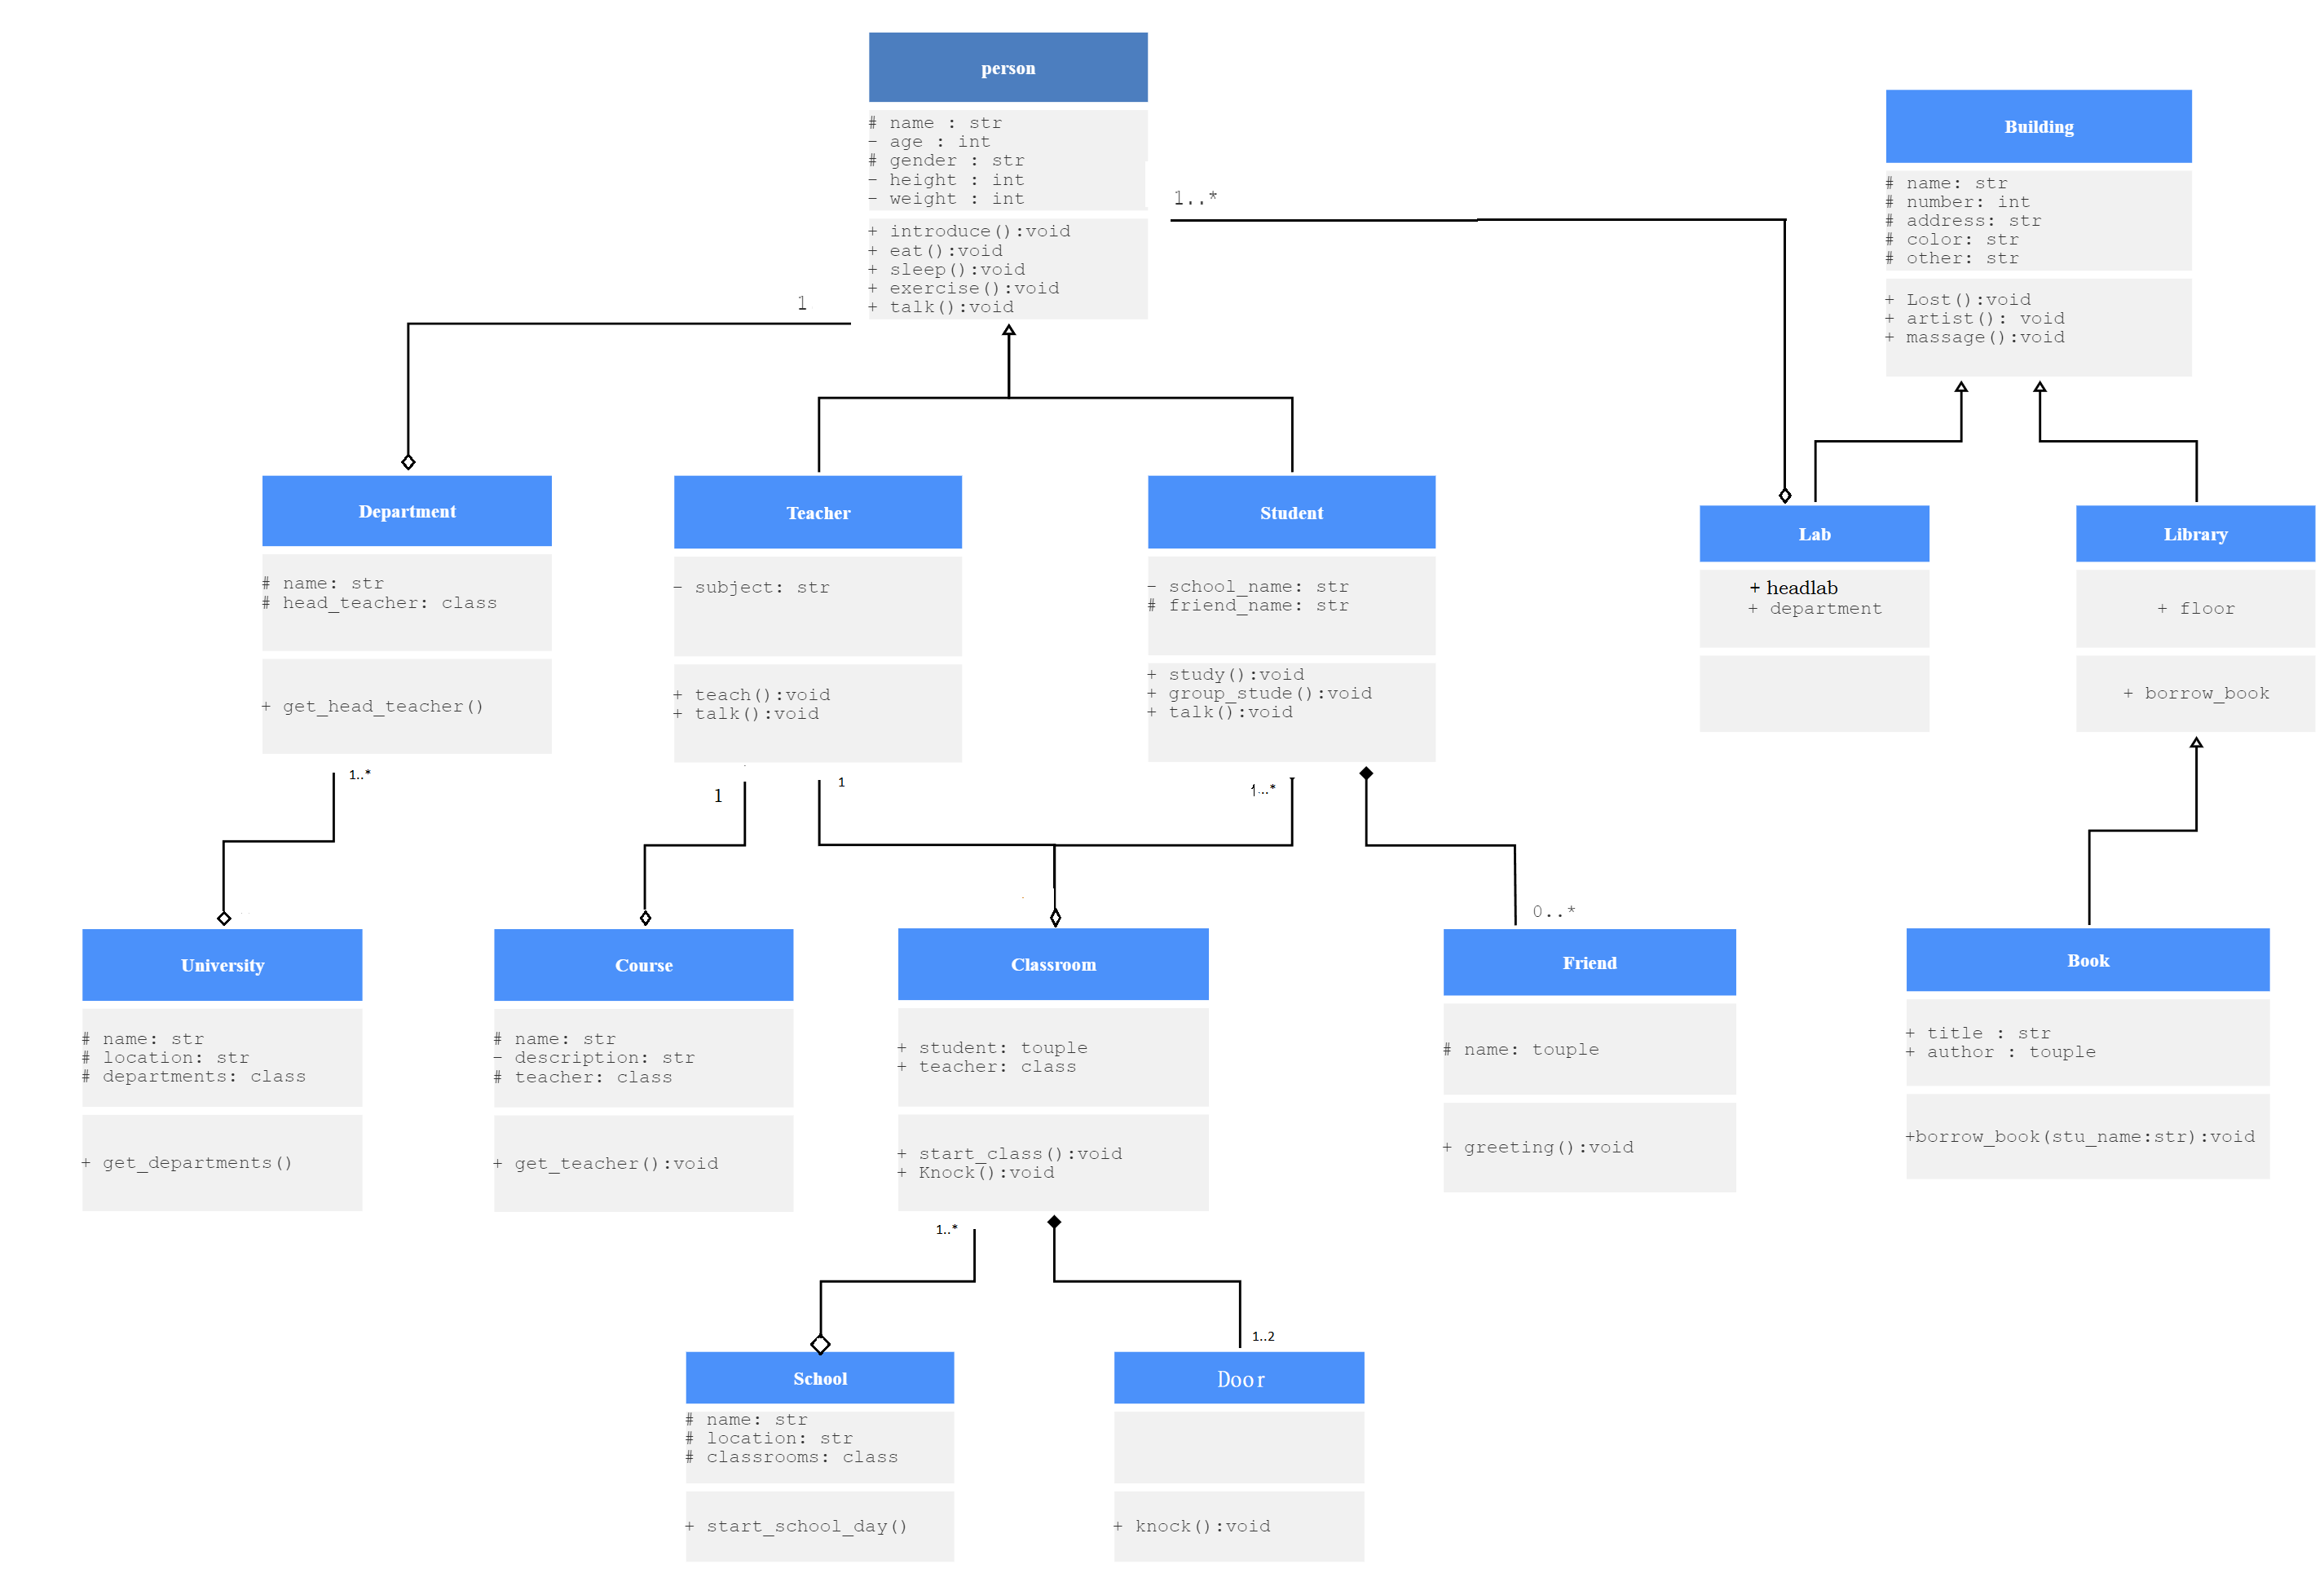 person
# name : str
- age : int
# gender : str
- height : int
- weight : int
+ introduce():void
+ eat():void
+ sleep():void
+ exercise():void
+ talk():void
1..*
1
Building
# name: str
# number: int
# address: str
# color: str
# other: str
+ Lost():void
+ artist(): void
+ massage():void
Department
# name: str
# head_teacher: class
+ get_head_teacher()
1..*
Teacher
- subject: str
+ teach():void
+ talk():void
1
1
Student
- school_name: str
# friend_name: str
+ study():void
+ group_stude():void
+ talk():void
1...*
Lab
+ headlab
+ department
Library
+ floor
+ borrow_book
University
# name: str
# location: str
# departments: class
+ get_departments()
Course
# name: str
- description: str
# teacher: class
+ get_teacher():void
Classroom
+ student: touple
+ teacher: class
+ start_class():void
+ Knock():void
1..*
0..*
Friend
# name: touple
+ greeting():void
Book
+ title : str
+ author : touple
+borrow_book(stu_name:str):void
School
# name: str
# location: str
# classrooms: class
+ start_school_day()
1..2
Door
+ knock():void